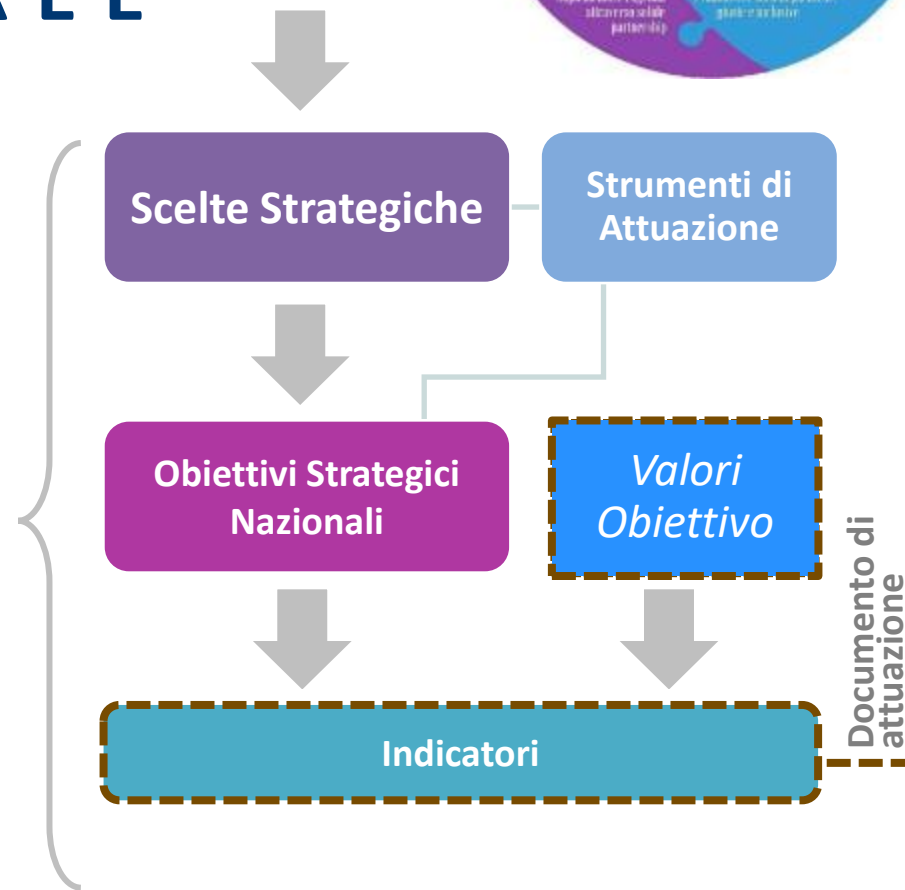 Scelte Strategiche
Strumenti di
Attuazione
Obiettivi Strategici
Nazionali
Valori
Obiettivo
Documento di
attuazione
Indicatori